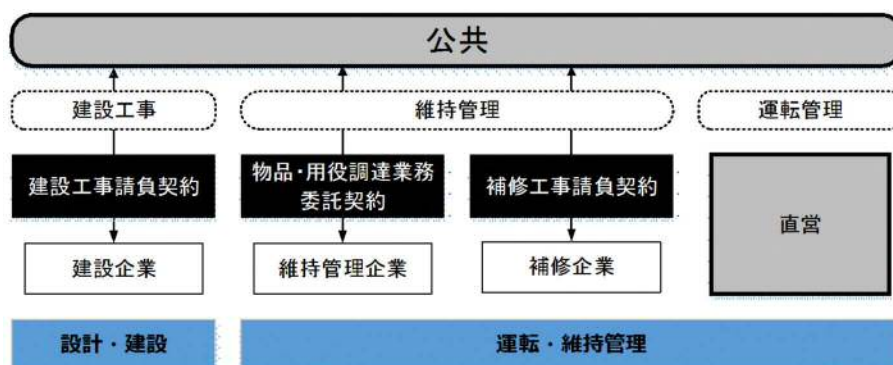 公共
建設工事
維持管理
運転管理
建設工事請負契約
物品・用役調達業務
委託契約
補修工事請負契約
直営
建設企業
維持管理企業
補修企業
設計・建設
運転・維持管理